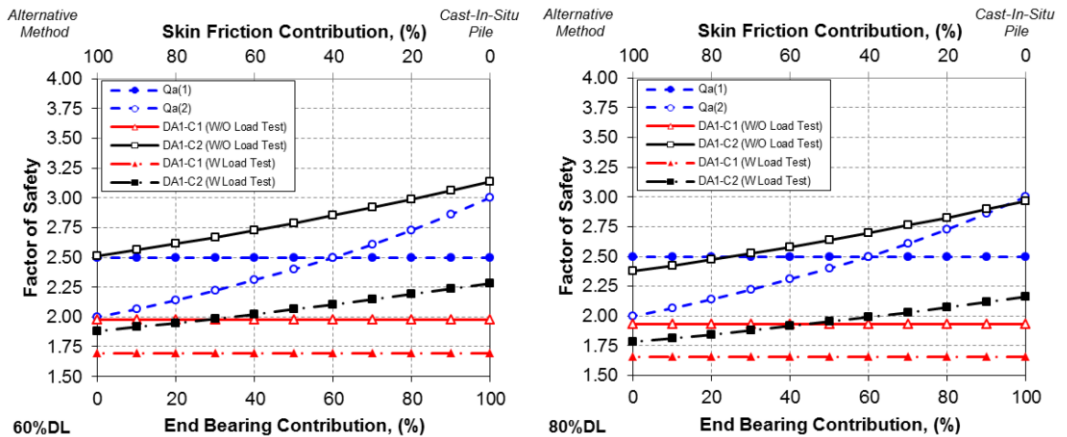 Alternative
Method
Cast-In-Situ
Pile
Skin Friction Contribution, (%)
100 80 60 40 20 0
4.00
3.75
3.50
3.25
3.00
2.75
2.50
2.25
2.00
1.75
1.50
Factor of Safety
Qa(1)
Qa(2)
DA1-C1 (W/O Load Test)
DA1-C2 (W/O Load Test)
DA1-C1 (W Load Test)
DA1-C2 (W Load Test)
0 20 40 60 80 100
End Bearing Contribution, (%)
60%DL
Alternative
Method
Cast-In-Situ
Pile
Skin Friction Contribution, (%)
100 80 60 40 20 0
4.00
3.75
3.50
3.25
3.00
2.75
2.50
2.25
2.00
1.75
1.50
Factor of Safety
Qa(1)
Qa(2)
DA1-C1 (W/O Load Test)
DA1-C2 (W/O Load Test)
DA1-C1 (W Load Test)
DA1-C2 (W Load Test)
0 20 40 60 80 100
End Bearing Contribution, (%)
80%DL